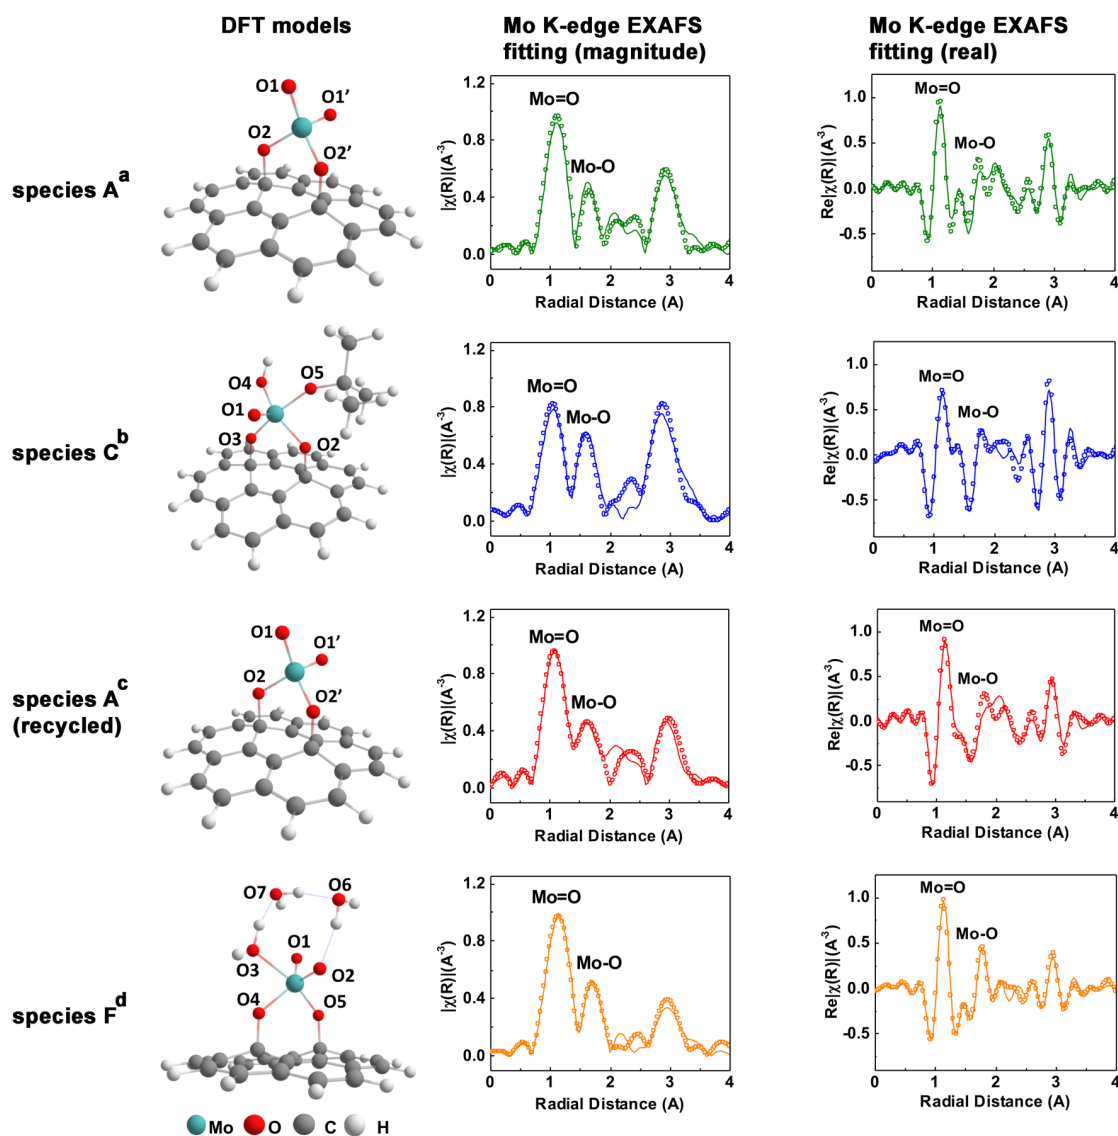 DFT models
Mo K-edge EXAFS
fitting (magnitude)
Mo K-edge EXAFS
fitting (real)
species Aᵃ
O1
O1’
O2
O2’
1.2
0.8
0.4
0.0
|χ(R)|(A⁻³)
Mo=O
Mo-O
0 1 2 3 4
Radial Distance (A)
1.0
0.5
0.0
-0.5
Re|χ(R)|(A⁻³)
Mo=O
Mo-O
0 1 2 3 4
Radial Distance (A)
species Cᵇ
O4
O5
O1
O3
O2
1.2
0.8
0.4
0.0
|χ(R)|(A⁻³)
Mo=O
Mo-O
0 1 2 3 4
Radial Distance (A)
1.0
0.5
0.0
-0.5
Re|χ(R)|(A⁻³)
Mo=O
Mo-O
0 1 2 3 4
Radial Distance (A)
species Aᶜ
(recycled)
O1
O1’
O2
O2’
1.2
0.8
0.4
0.0
|χ(R)|(A⁻³)
Mo=O
Mo-O
0 1 2 3 4
Radial Distance (A)
1.0
0.5
0.0
-0.5
Re|χ(R)|(A⁻³)
Mo=O
Mo-O
0 1 2 3 4
Radial Distance (A)
species Fᵈ
O7
O6
O1
O3
O2
O4
O5
1.2
0.8
0.4
0.0
|χ(R)|(A⁻³)
Mo=O
Mo-O
0 1 2 3 4
Radial Distance (A)
1.0
0.5
0.0
-0.5
Re|χ(R)|(A⁻³)
Mo=O
Mo-O
0 1 2 3 4
Radial Distance (A)
Mo O C H